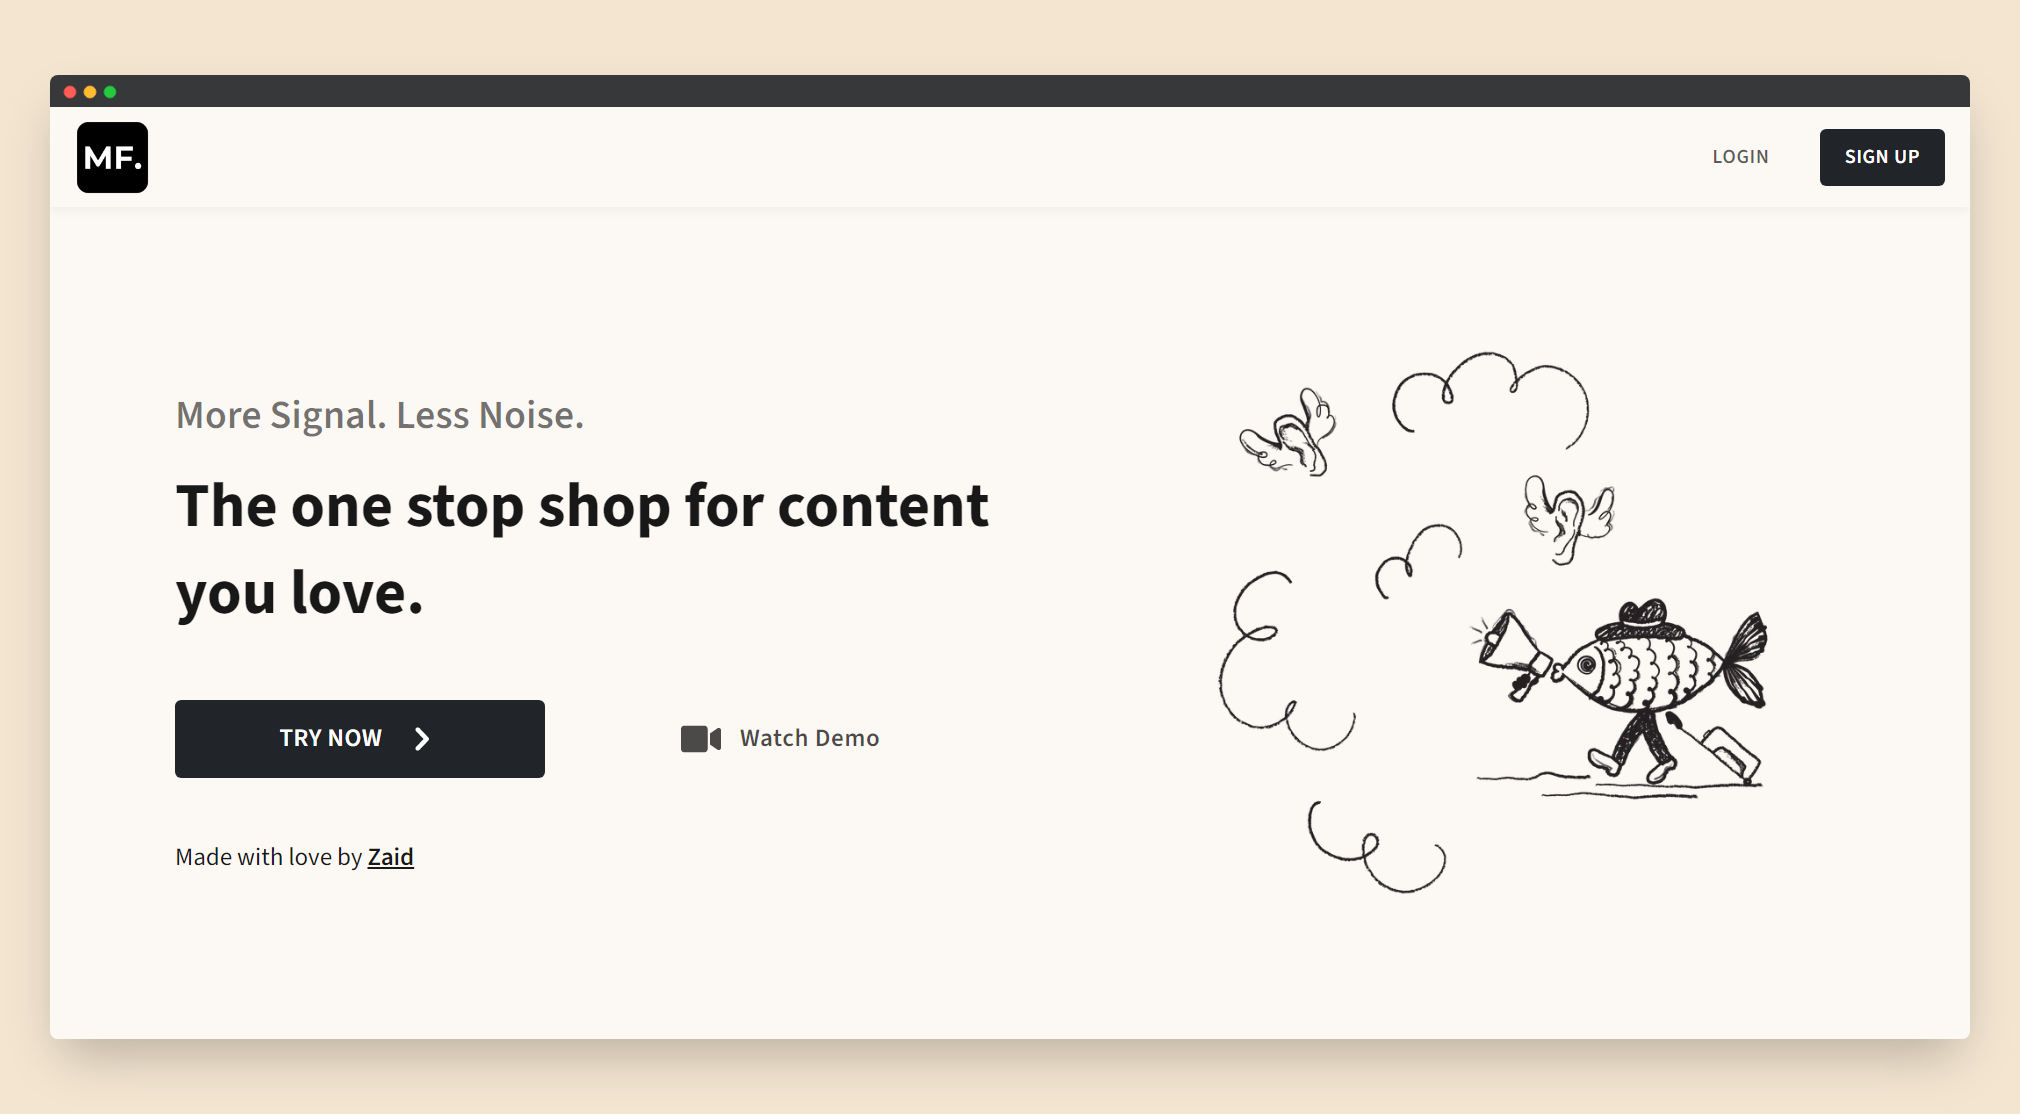 MF.
LOGIN
SIGN UP
More Signal. Less Noise.
The one stop shop for content
you love.
TRY NOW
Watch Demo
Made with love by Zaid